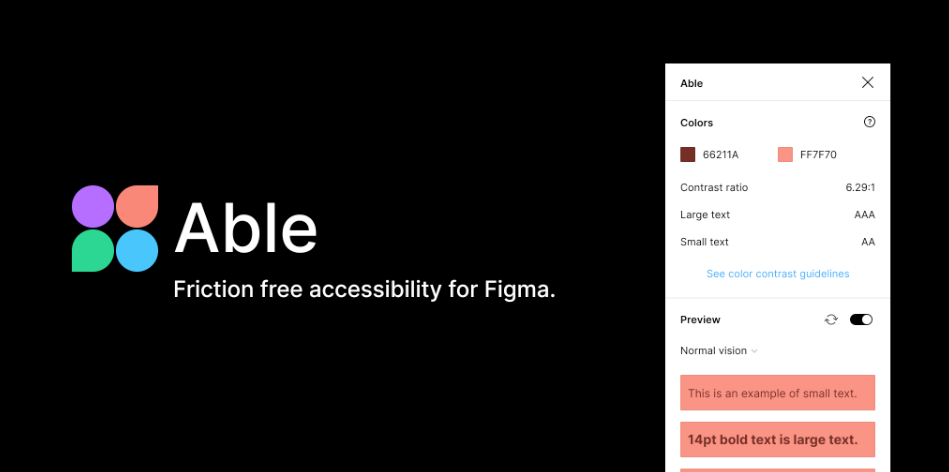 Able
Friction free accessibility for Figma.
Able
Colors
66211A FF7F70
Contrast ratio 6.29:1
Large text AAA
Small text AA
See color contrast guidelines
Preview
Normal vision
This is an example of small text.
14pt bold text is large text.